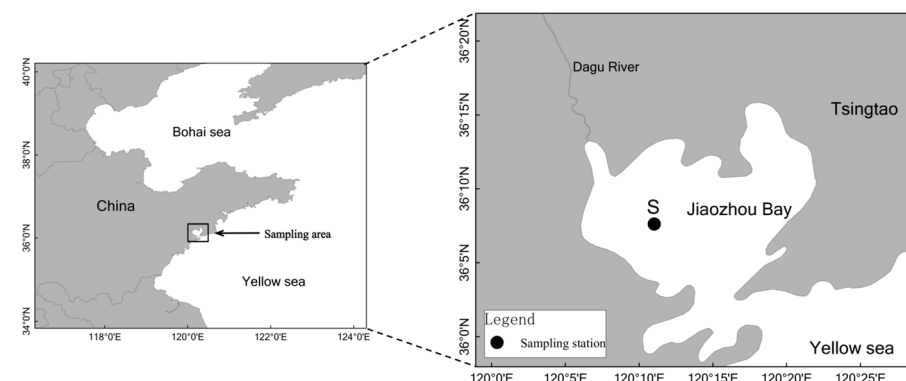 40°0'N
38°0'N
36°0'N
34°0'N
118°0'E
120°0'E
122°0'E
124°0'E
Bohai sea
China
Sampling area
Yellow sea
36°20'N
36°15'N
36°10'N
36°5'N
36°0'N
120°0'E
120°5'E
120°11'E
120°15'E
120°20'E
120°25'E
Dagu River
Tsingtao
S
Jiaozhou Bay
Legend
Sampling station
Yellow sea